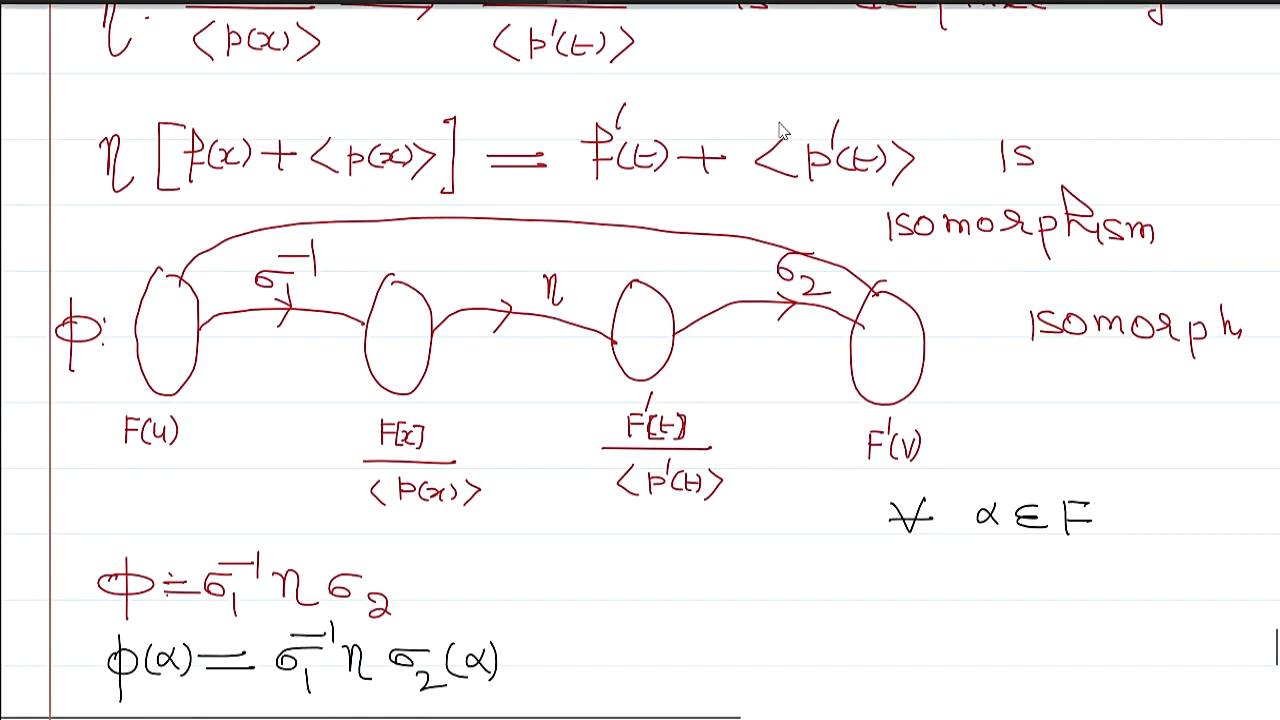 η: ⟨p(x)⟩ ⟨p'(t)⟩
η [f(x) + ⟨p(x)⟩] = f'(t) + ⟨p'(t)⟩ is
isomorphism
σ₁⁻¹ η σ₂
φ: isomorph
F(u) F[x] F'[t] F'(v)
⟨p(x)⟩ ⟨p'(t)⟩
∀ α ∈ F
φ = σ₁⁻¹ η σ₂
φ(α) = σ₁⁻¹ η σ₂ (α)